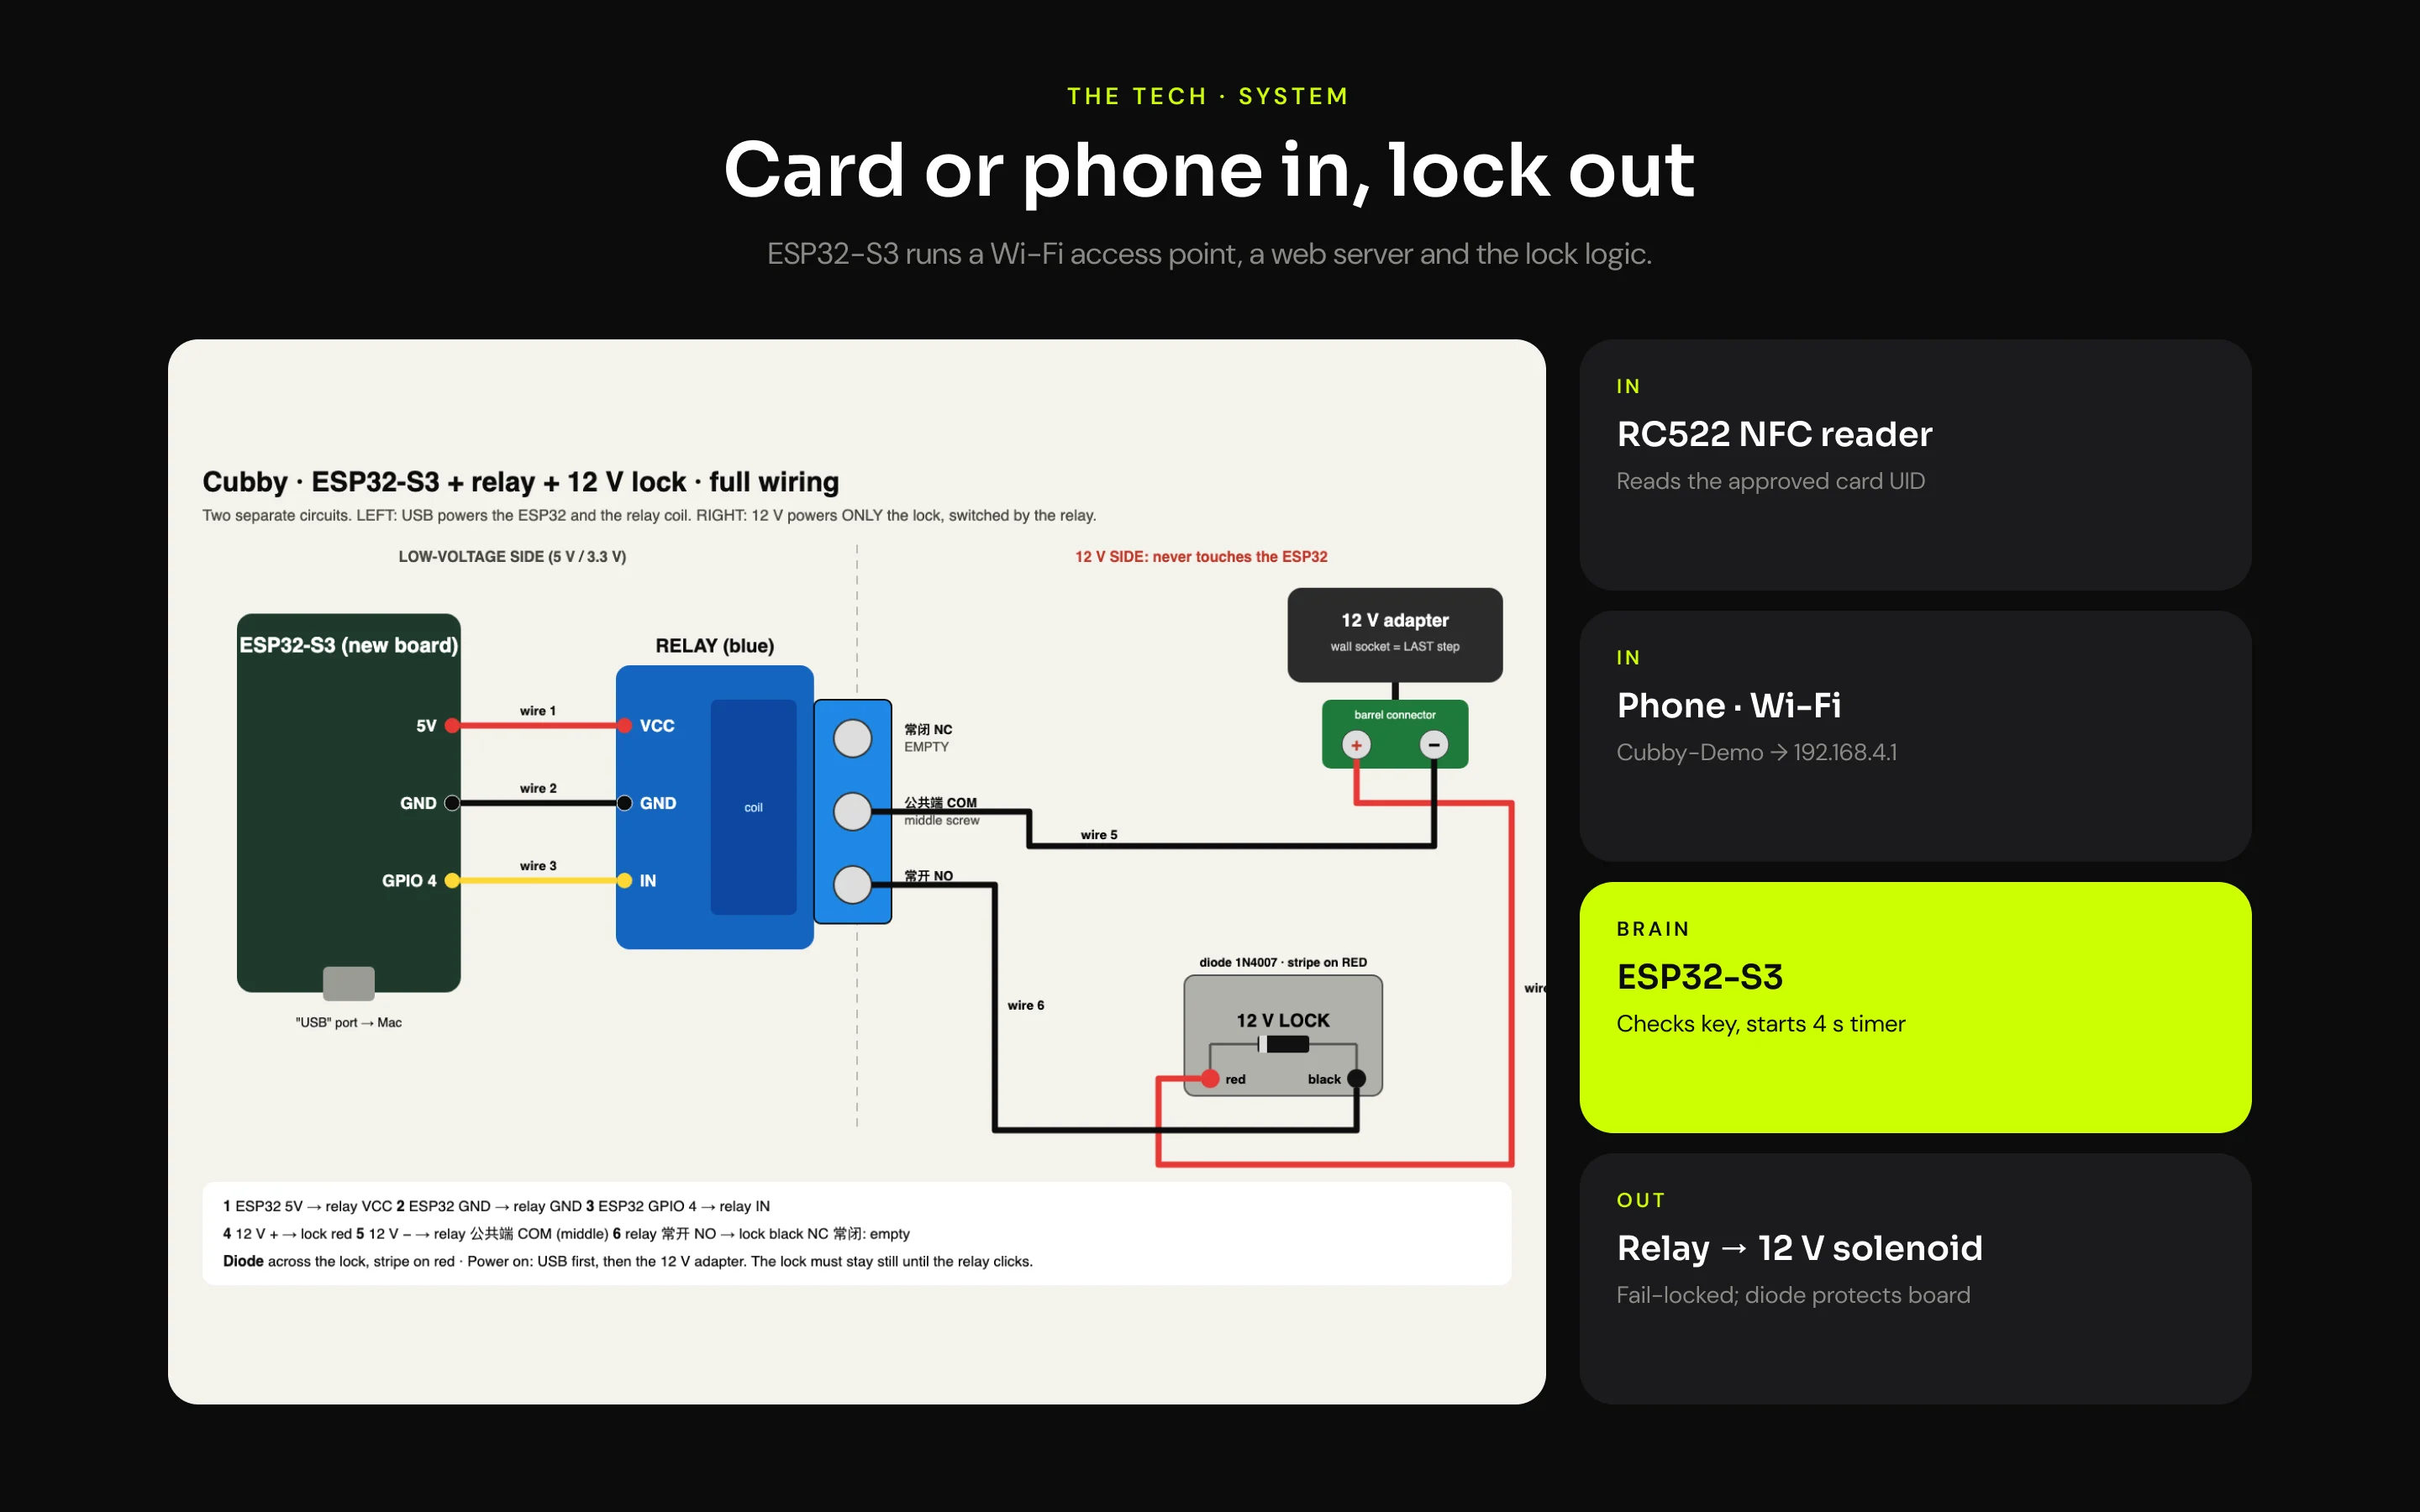 THE TECH · SYSTEM
Card or phone in, lock out
ESP32-S3 runs a Wi-Fi access point, a web server and the lock logic.
Cubby · ESP32-S3 + relay + 12 V lock · full wiring
Two separate circuits. LEFT: USB powers the ESP32 and the relay coil. RIGHT: 12 V powers ONLY the lock, switched by the relay.
LOW-VOLTAGE SIDE (5 V / 3.3 V)
12 V SIDE: never touches the ESP32
ESP32-S3 (new board)
5V
GND
GPIO 4
"USB" port → Mac
wire 1
wire 2
wire 3
RELAY (blue)
VCC
GND
IN
coil
常闭 NC
EMPTY
公共端 COM
middle screw
常开 NO
12 V adapter
wall socket = LAST step
barrel connector
+
−
wire 5
wire 6
diode 1N4007 · stripe on RED
12 V LOCK
red
black
1 ESP32 5V → relay VCC 2 ESP32 GND → relay GND 3 ESP32 GPIO 4 → relay IN
4 12 V + → lock red 5 12 V − → relay 公共端 COM (middle) 6 relay 常开 NO → lock black NC 常闭: empty
Diode across the lock, stripe on red · Power on: USB first, then the 12 V adapter. The lock must stay still until the relay clicks.
IN
RC522 NFC reader
Reads the approved card UID
IN
Phone · Wi-Fi
Cubby-Demo → 192.168.4.1
BRAIN
ESP32-S3
Checks key, starts 4 s timer
OUT
Relay → 12 V solenoid
Fail-locked; diode protects board